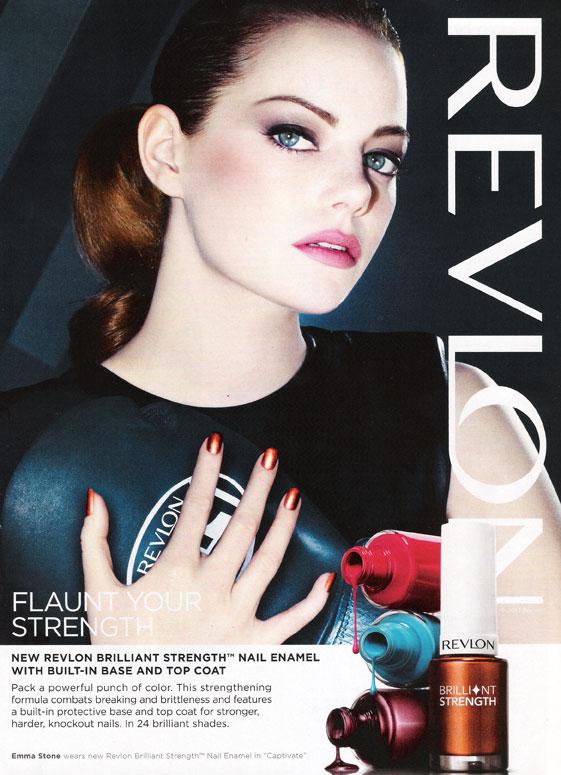 REVLON
REVLON
FLAUNT YOUR
STRENGTH
NEW REVLON BRILLIANT STRENGTH™ NAIL ENAMEL
WITH BUILT-IN BASE AND TOP COAT
Pack a powerful punch of color. This strengthening
formula combats breaking and brittleness and features
a built-in protective base and top coat for stronger,
harder, knockout nails. In 24 brilliant shades.
Emma Stone wears new Revlon Brilliant Strength™ Nail Enamel in "Captivate".
REVLON
BRILLIANT
STRENGTH